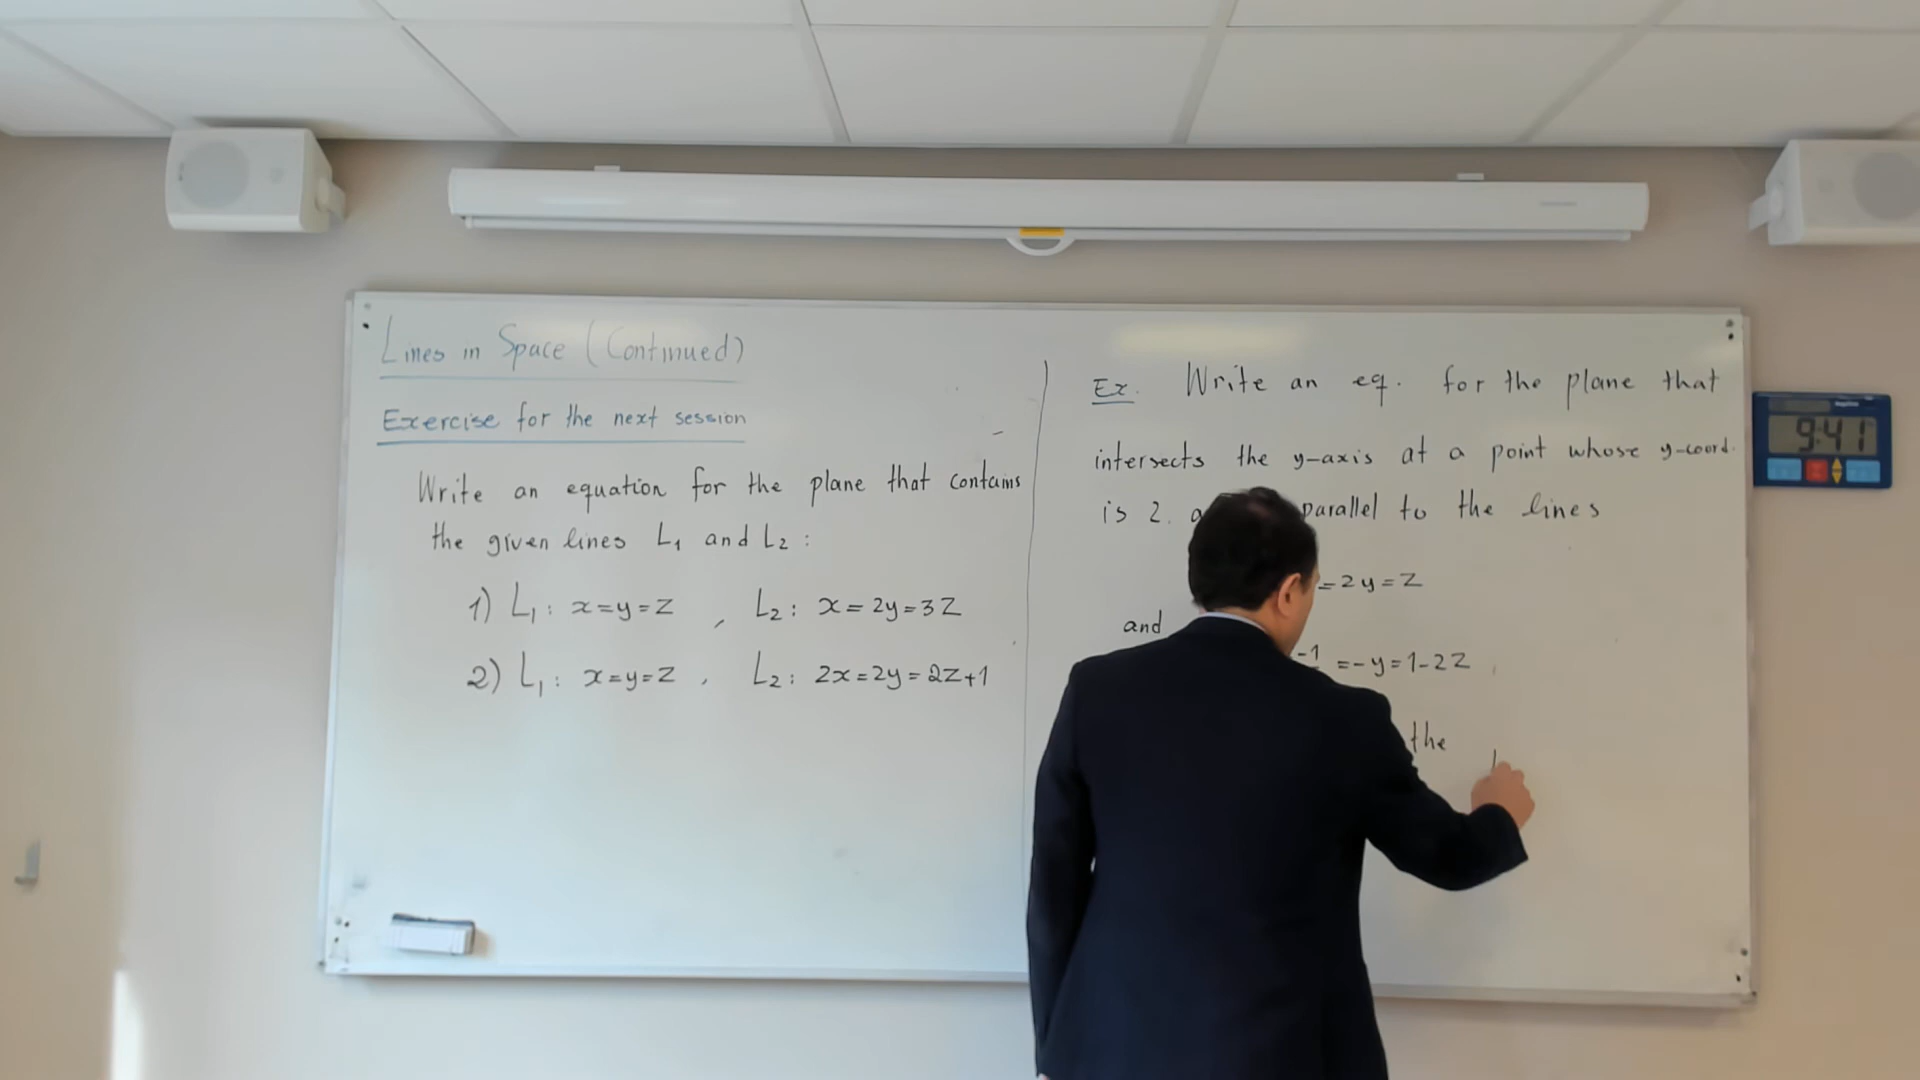 Lines in Space (Continued)
Exercise for the next session
Write an equation for the plane that contains
the given lines L₁ and L₂ :
1) L₁ : x=y=z , L₂ : x=2y=3z
2) L₁ : x=y=z , L₂ : 2x=2y=2z+1
Ex. Write an eq. for the plane that
intersects the y-axis at a point whose y-coord.
is 2. parallel to the lines
=2y=z
and
-1 =-y=1-2z
the
9:41